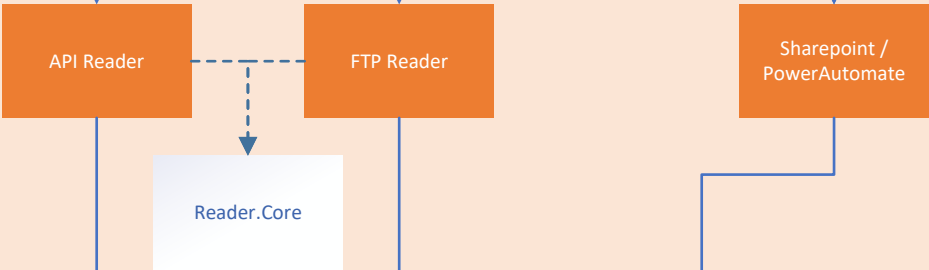 API Reader
FTP Reader
Sharepoint /
PowerAutomate
Reader.Core